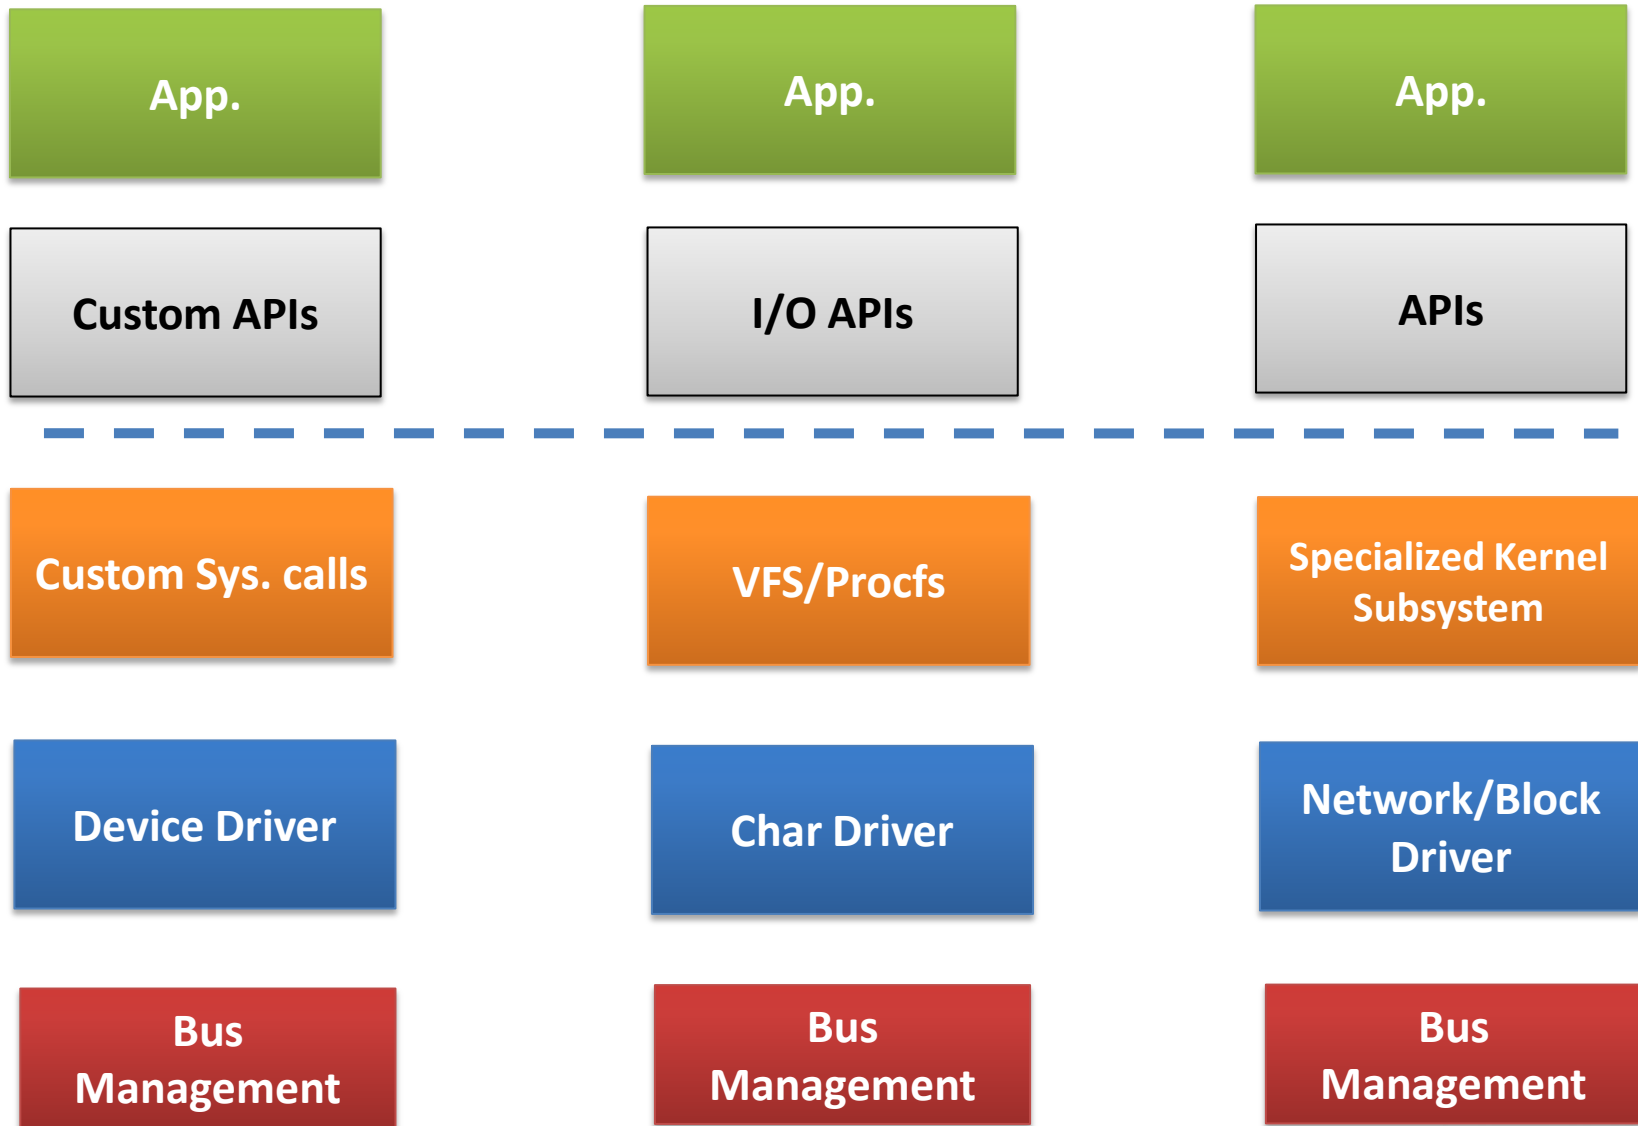 App.
App.
App.
Custom APIs
I/O APIs
APIs
Custom Sys. calls
VFS/Procfs
Specialized Kernel
Subsystem
Device Driver
Char Driver
Network/Block
Driver
Bus
Management
Bus
Management
Bus
Management